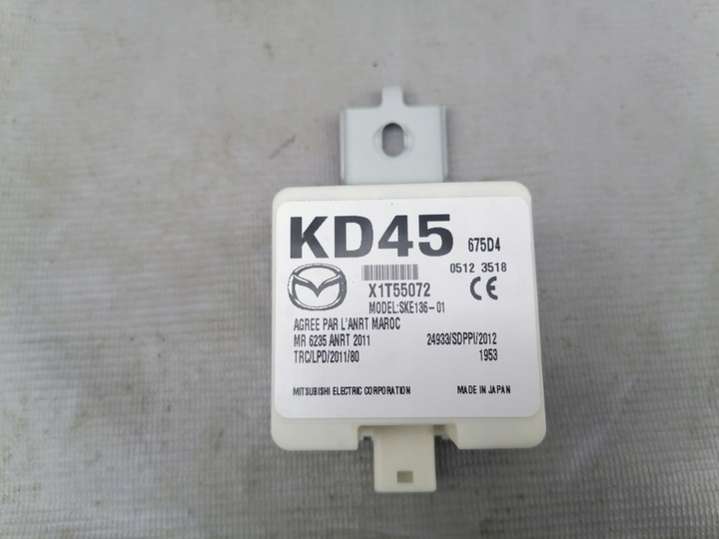 KD45 675D4
0512 3518
X1T55072 CE
MODEL:SKE136-01
AGREE PAR L'ANRT MAROC
MR 6235 ANRT 2011 24933/SDPPI/2012
TRC/LPD/2011/80 1953
MITSUBISHI ELECTRIC CORPORATION MADE IN JAPAN